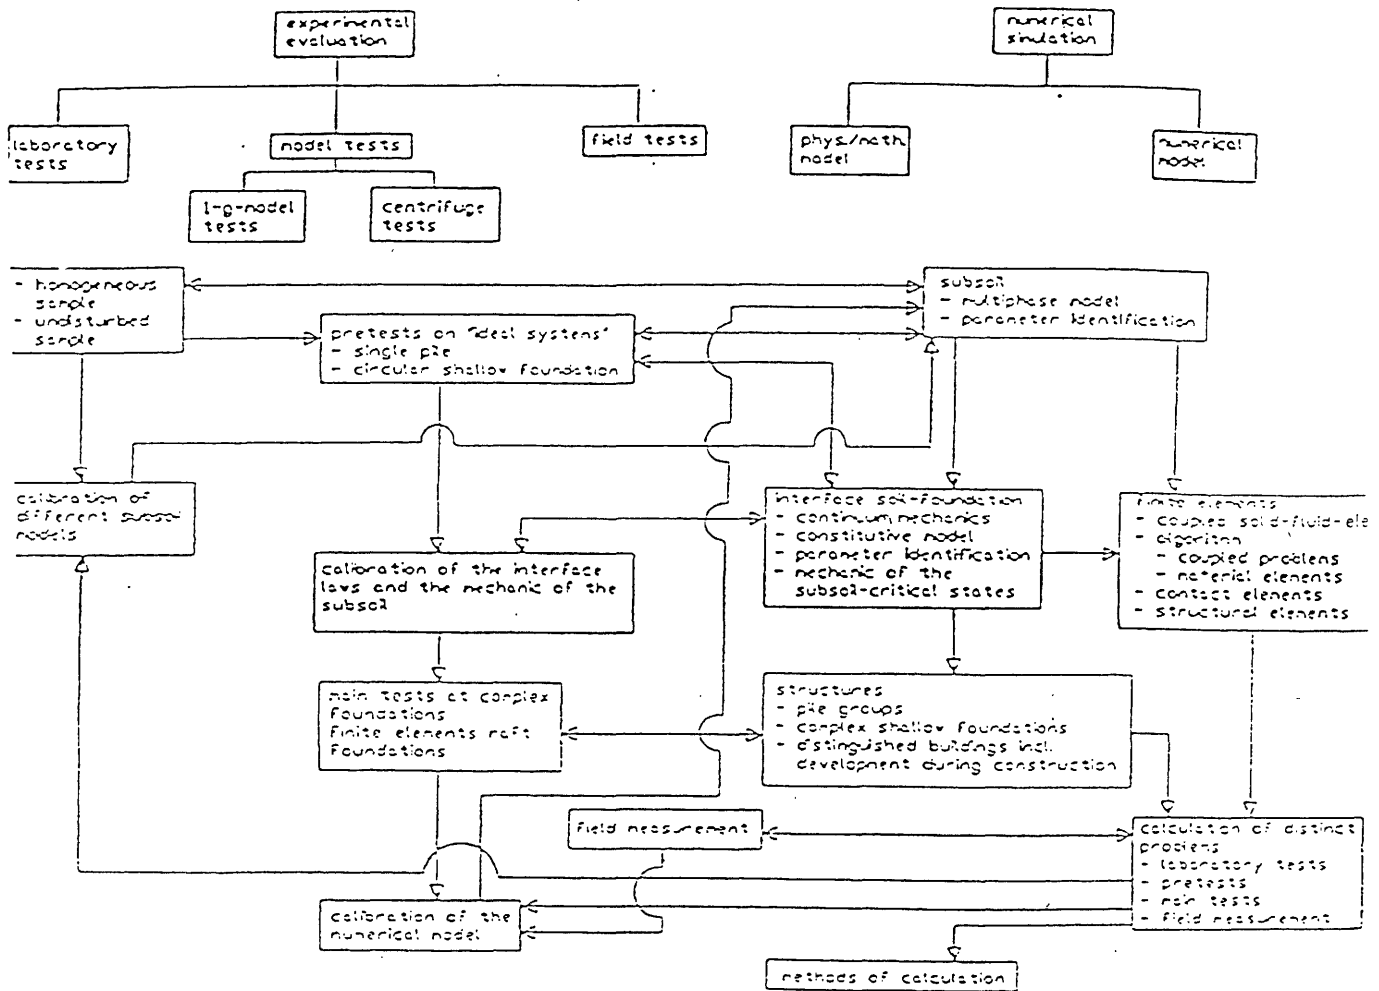 experimental
evaluation
numerical
simulation
laboratory
tests
model tests
field tests
phys./math.
model
numerical
model
1-g-model
tests
centrifuge
tests
- homogeneous
sample
- undisturbed
sample
subsoil
- multiphase model
- parameter identification
pretests on "ideal systems"
- single pile
- circular shallow foundation
calibration of
different subsoil
models
interface soil-foundation
- continuum mechanics
- constitutive model
- parameter identification
- mechanic of the
subsoil-critical states
finite elements
- coupled solid-fluid-ele
- algorithm
- coupled problems
- material elements
- contact elements
- structural elements
calibration of the interface
laws and the mechanic of the
subsoil
main tests at complex
foundations
finite elements raft
foundations
structures
- pile groups
- complex shallow foundations
- distinguished buildings incl.
development during construction
field measurement
calculation of distinct
problems
- laboratory tests
- pretests
- main tests
- field measurement
calibration of the
numerical model
methods of calculation